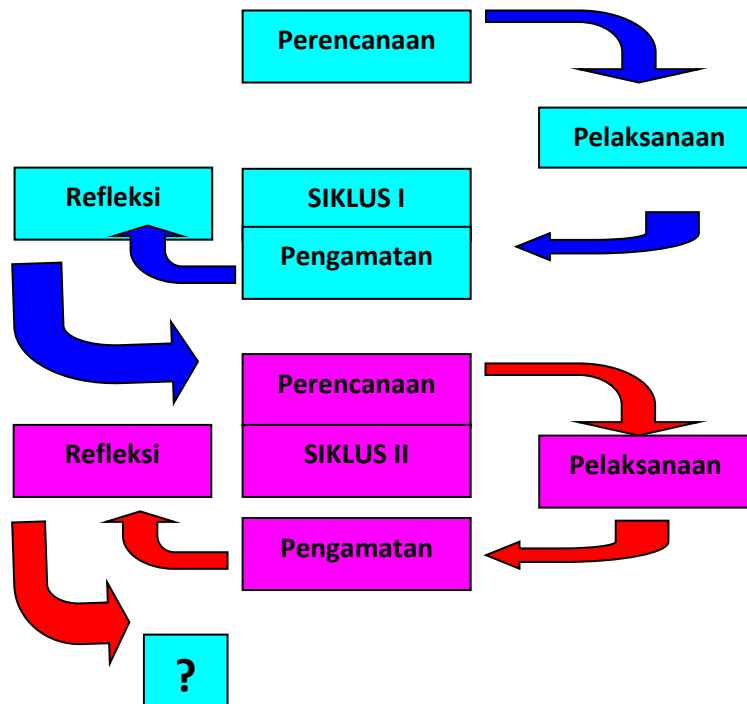 Perencanaan
Pelaksanaan
Refleksi
SIKLUS I
Pengamatan
Perencanaan
Refleksi
SIKLUS II
Pelaksanaan
Pengamatan
?